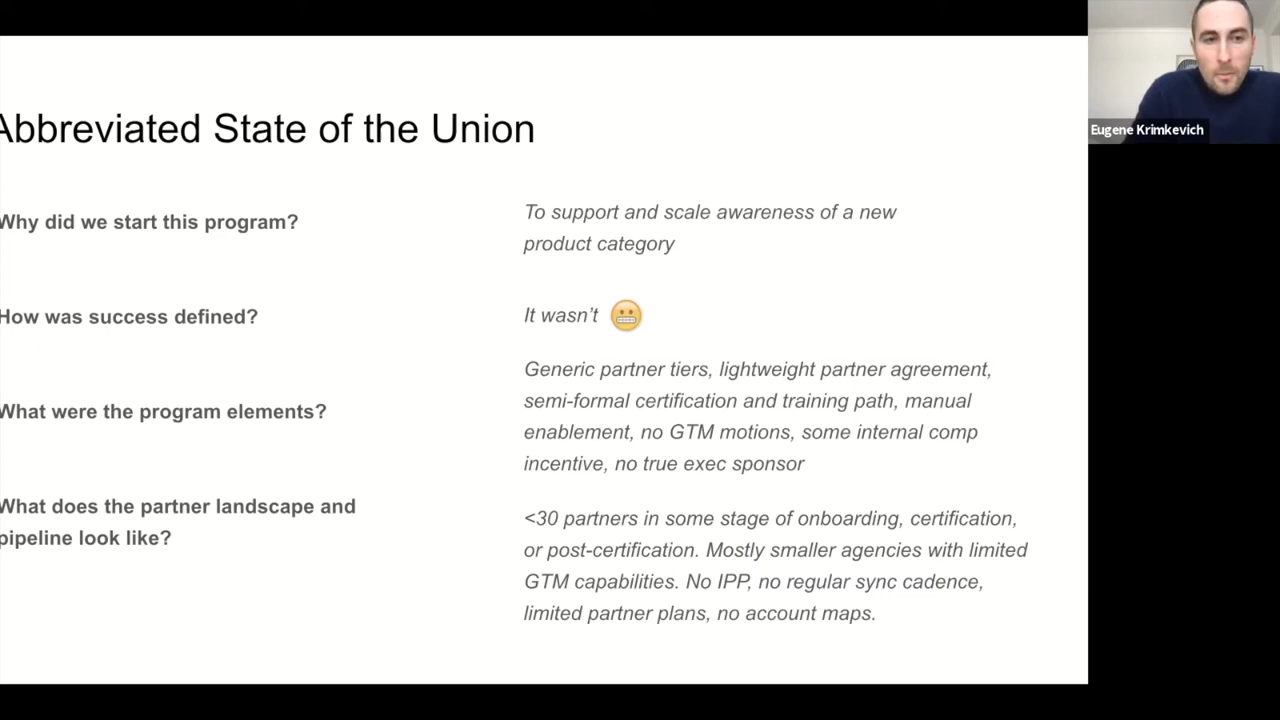 Abbreviated State of the Union
Why did we start this program?
To support and scale awareness of a new
product category
How was success defined?
It wasn’t 😬
What were the program elements?
Generic partner tiers, lightweight partner agreement,
semi-formal certification and training path, manual
enablement, no GTM motions, some internal comp
incentive, no true exec sponsor
What does the partner landscape and
pipeline look like?
<30 partners in some stage of onboarding, certification,
or post-certification. Mostly smaller agencies with limited
GTM capabilities. No IPP, no regular sync cadence,
limited partner plans, no account maps.
Eugene Krimkevich